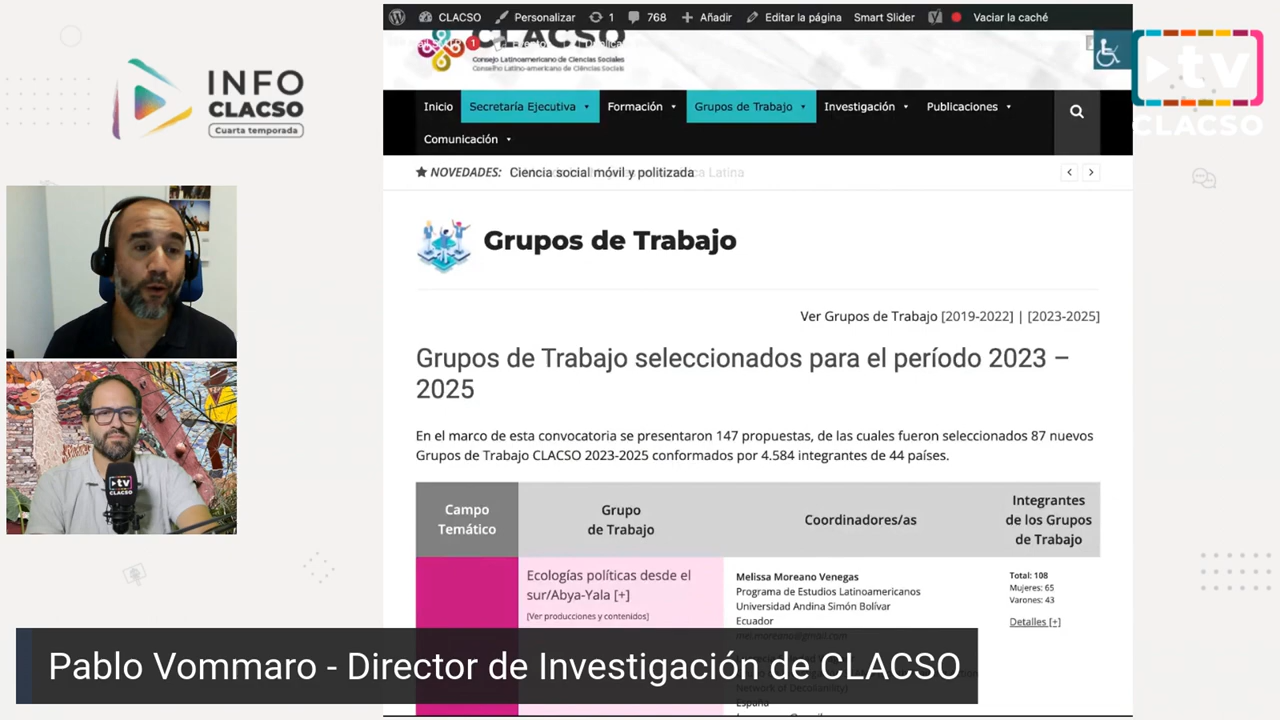 CLACSO
Personalizar
1
768
Añadir
Editar la página
Smart Slider
Vaciar la caché
CLACSO
Consejo Latinoamericano de Ciencias Sociales
Conselho Latino-americano de Ciências Sociais
INFO
CLACSO
Cuarta temporada
tv
CLACSO
Inicio
Secretaría Ejecutiva
Formación
Grupos de Trabajo
Investigación
Publicaciones
Comunicación
NOVEDADES:
Ciencia social móvil y politizada
Grupos de Trabajo
Ver Grupos de Trabajo [2019-2022] | [2023-2025]
Grupos de Trabajo seleccionados para el período 2023 –
2025
En el marco de esta convocatoria se presentaron 147 propuestas, de las cuales fueron seleccionados 87 nuevos
Grupos de Trabajo CLACSO 2023-2025 conformados por 4.584 integrantes de 44 países.
Campo
Temático
Grupo
de Trabajo
Coordinadores/as
Integrantes
de los Grupos
de Trabajo
Ecologías políticas desde el
sur/Abya-Yala [+]
[Ver producciones y contenidos]
Melissa Moreano Venegas
Programa de Estudios Latinoamericanos
Universidad Andina Simón Bolívar
Ecuador
mel.moreano@gmail.com
España
Total: 108
Mujeres: 65
Varones: 43
Detalles [+]
tv
CLACSO
Pablo Vommaro - Director de Investigación de CLACSO